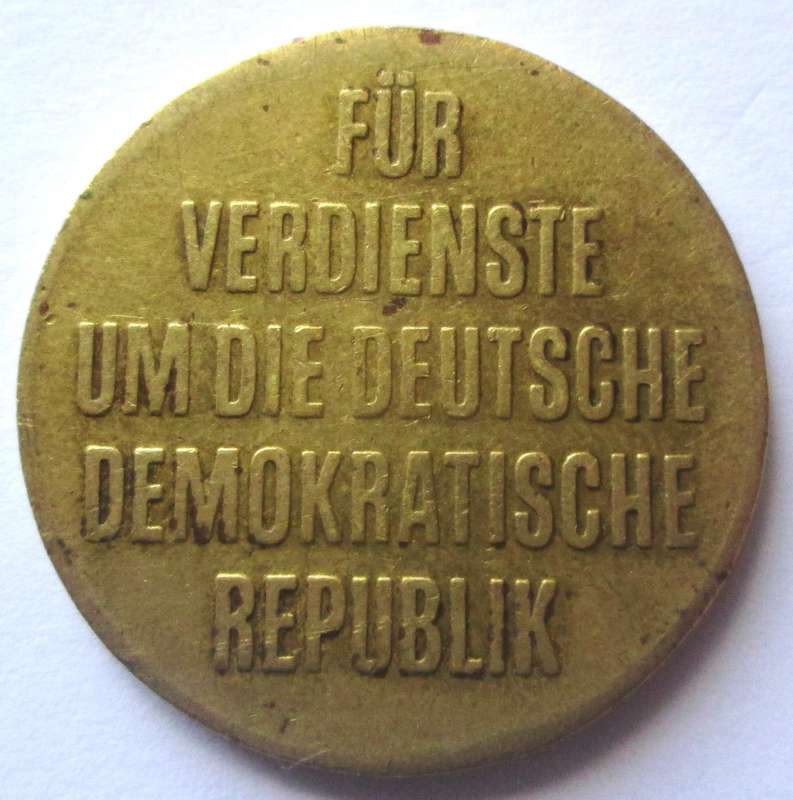 FÜR
VERDIENSTE
UM DIE DEUTSCHE
DEMOKRATISCHE
REPUBLIK